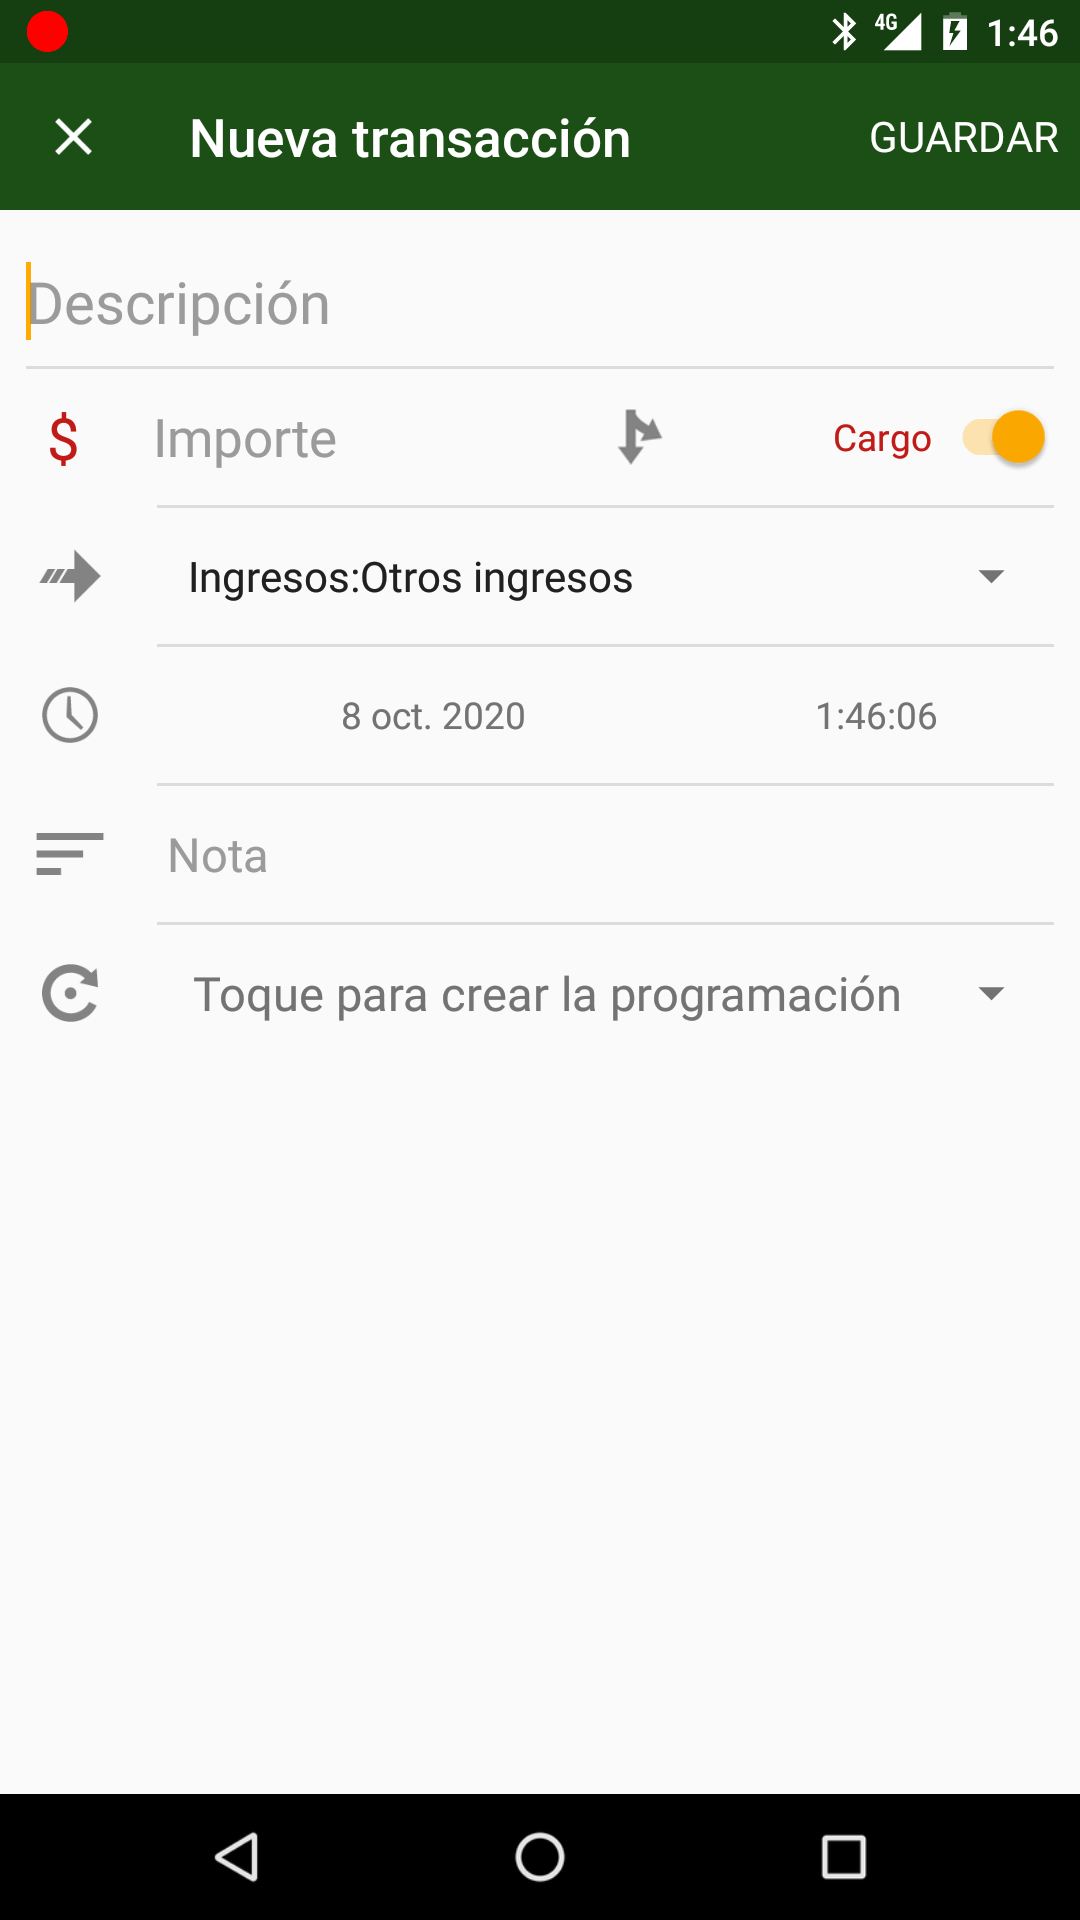 4G 1:46
Nueva transacción GUARDAR
Descripción
$ Importe Cargo
Ingresos:Otros ingresos
8 oct. 2020 1:46:06
Nota
Toque para crear la programación